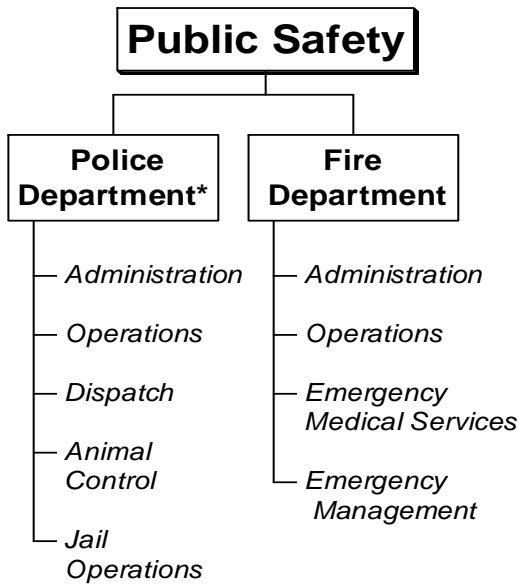 Public Safety
Police
Department*
Administration
Operations
Dispatch
Animal
Control
Jail
Operations
Fire
Department
Administration
Operations
Emergency
Medical Services
Emergency
Management